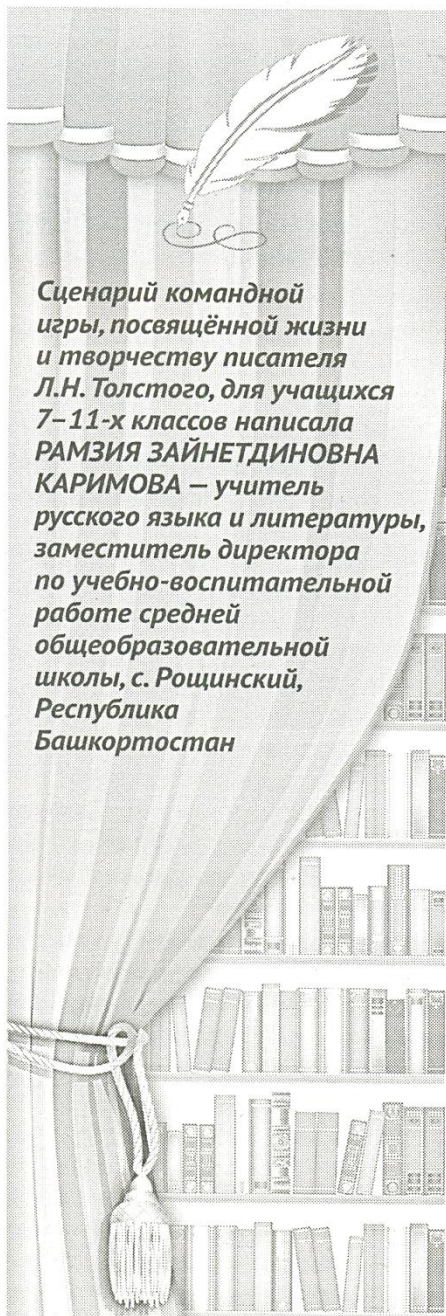 Сценарий командной
игры, посвящённой жизни
и творчеству писателя
Л.Н. Толстого, для учащихся
7–11-х классов написала
РАМЗИЯ ЗАЙНЕТДИНОВНА
КАРИМОВА — учитель
русского языка и литературы,
заместитель директора
по учебно-воспитательной
работе средней
общеобразовательной
школы, с. Рощинский,
Республика
Башкортостан